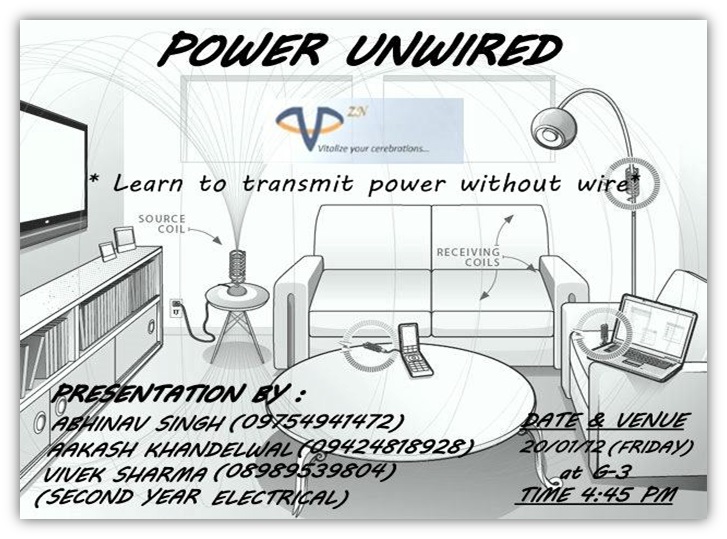 POWER UNWIRED
ZN
Vitalize your cerebrations...
* Learn to transmit power without wire*
SOURCE
COIL
RECEIVING
COILS
PRESENTATION BY :
ABHINAV SINGH (09754941472)
AAKASH KHANDELWAL (09424818928)
VIVEK SHARMA (08989539804)
(SECOND YEAR ELECTRICAL)
DATE & VENUE
20/01/12 (FRIDAY)
at G-3
TIME 4:45 PM